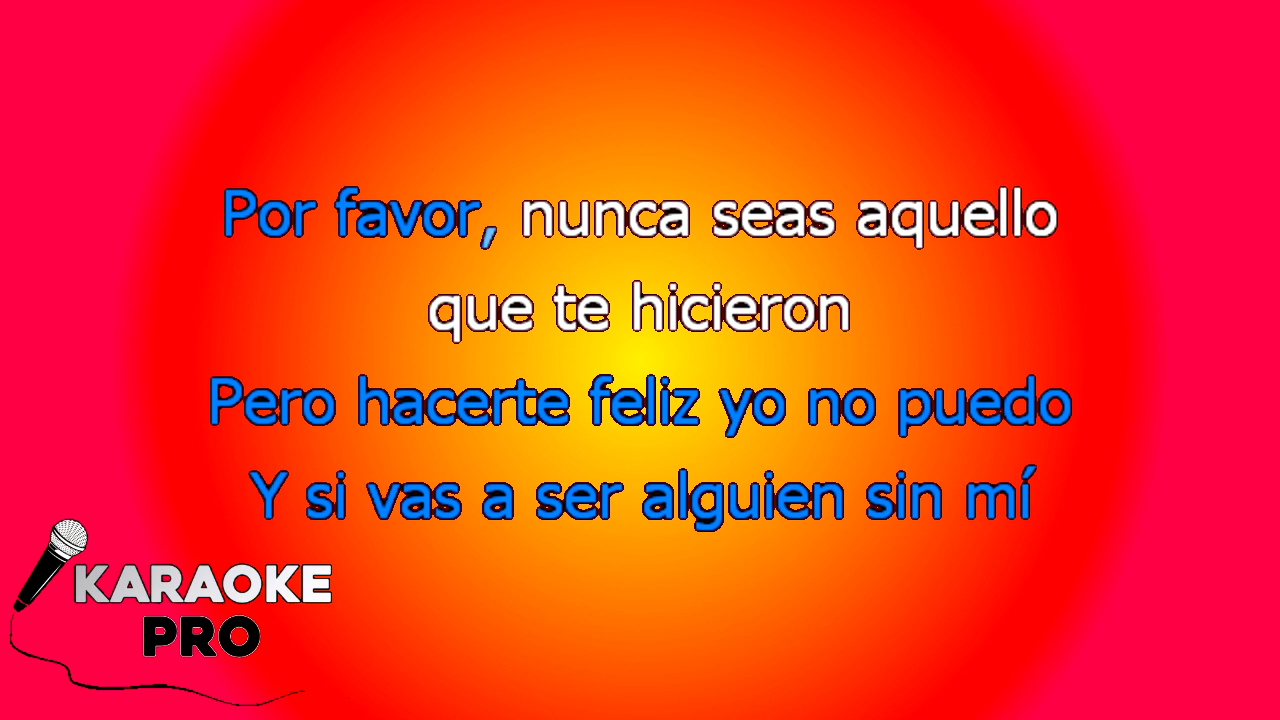 Por favor, nunca seas aquello
que te hicieron
Pero hacerte feliz yo no puedo
Y si vas a ser alguien sin mí
KARAOKE
PRO